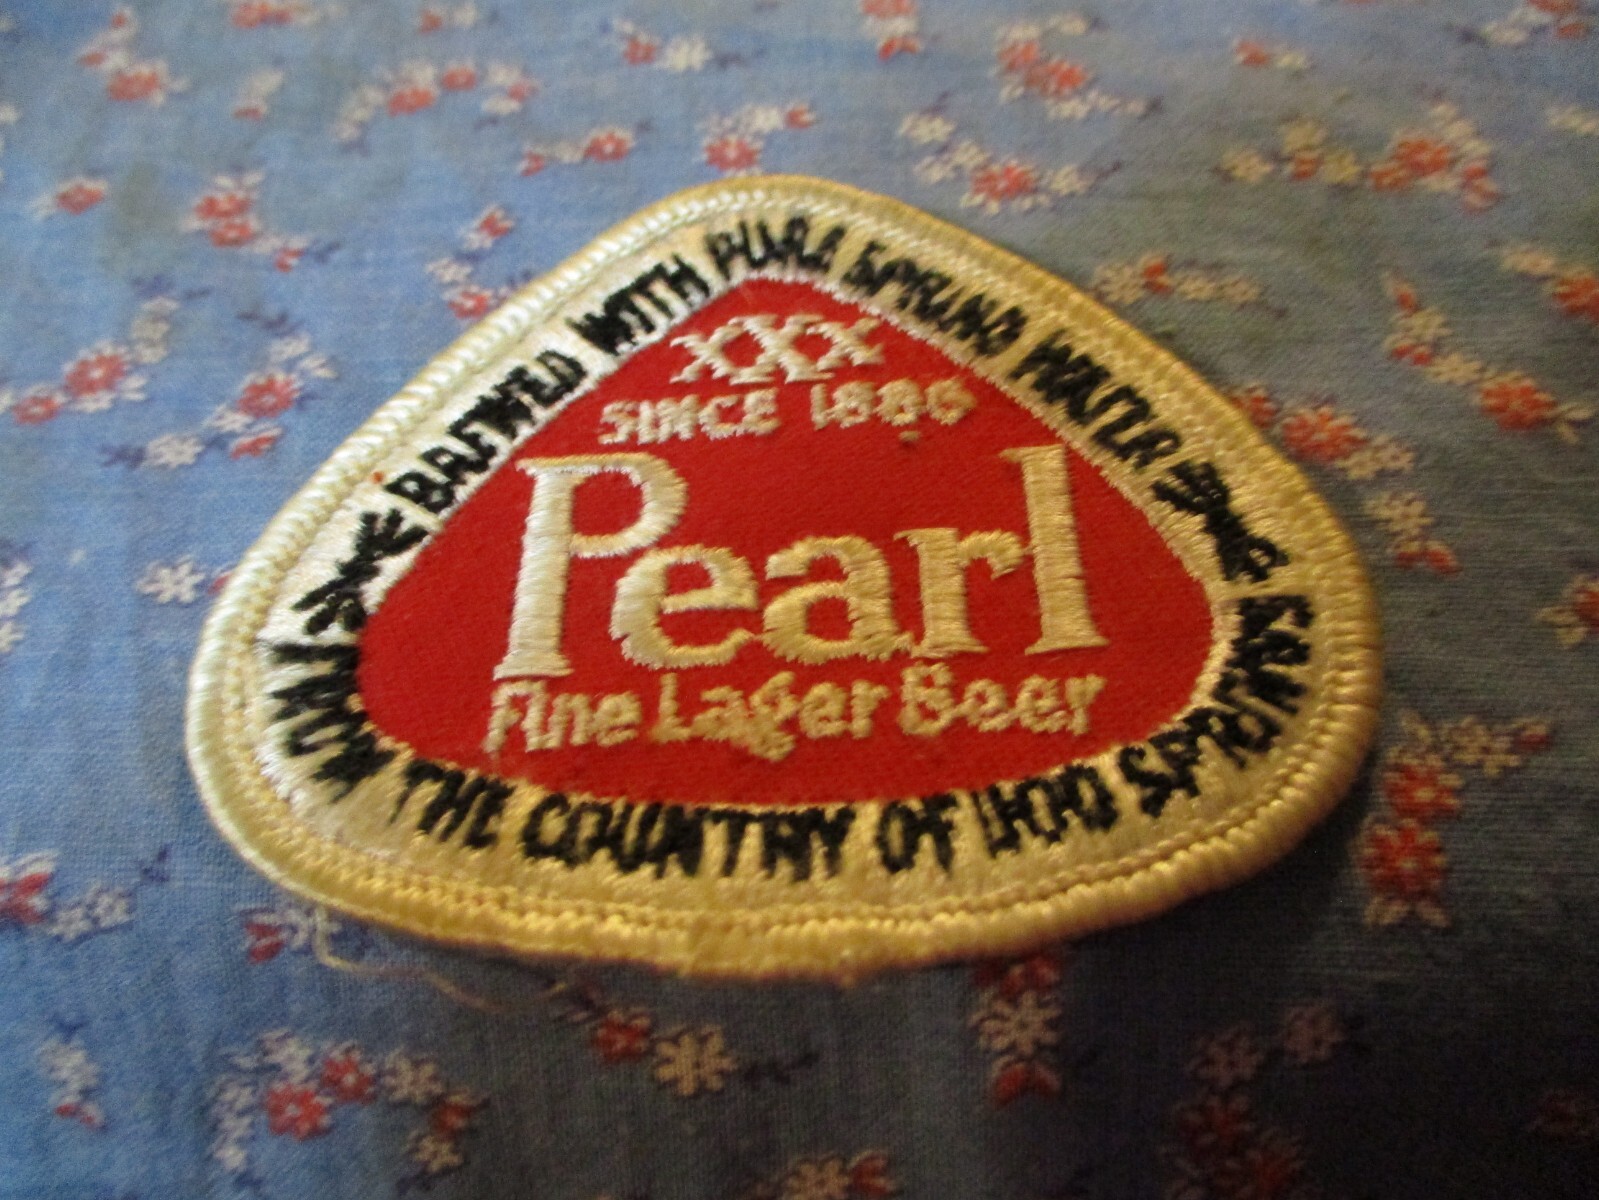 BREWED WITH PURE SPRING WATER
XXX
SINCE 1886
Pearl
Fine Lager Beer
FROM THE COUNTRY OF 1100 SPRINGS